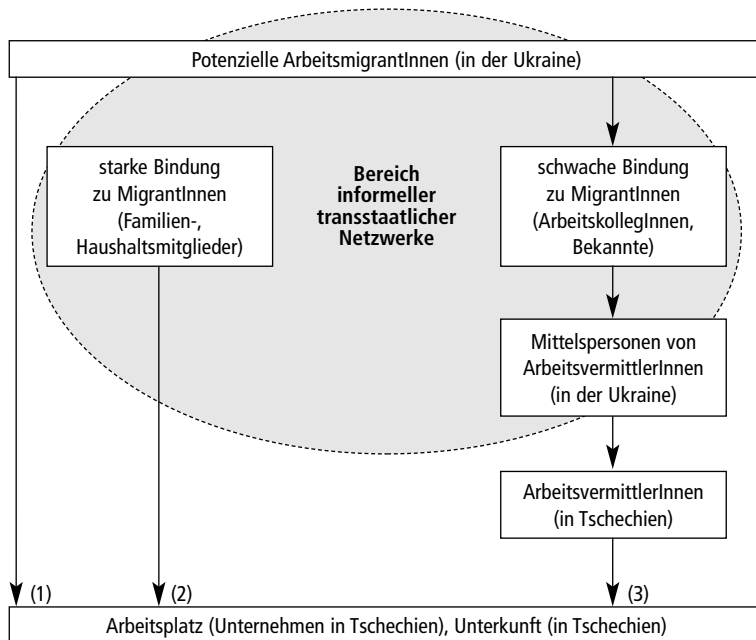 Potenzielle ArbeitsmigrantInnen (in der Ukraine)
starke Bindung
zu MigrantInnen
(Familien-,
Haushaltsmitglieder)
Bereich
informeller
transstaatlicher
Netzwerke
schwache Bindung
zu MigrantInnen
(ArbeitskollegInnen,
Bekannte)
Mittelspersonen von
ArbeitsvermittlerInnen
(in der Ukraine)
ArbeitsvermittlerInnen
(in Tschechien)
(1)
(2)
(3)
Arbeitsplatz (Unternehmen in Tschechien), Unterkunft (in Tschechien)